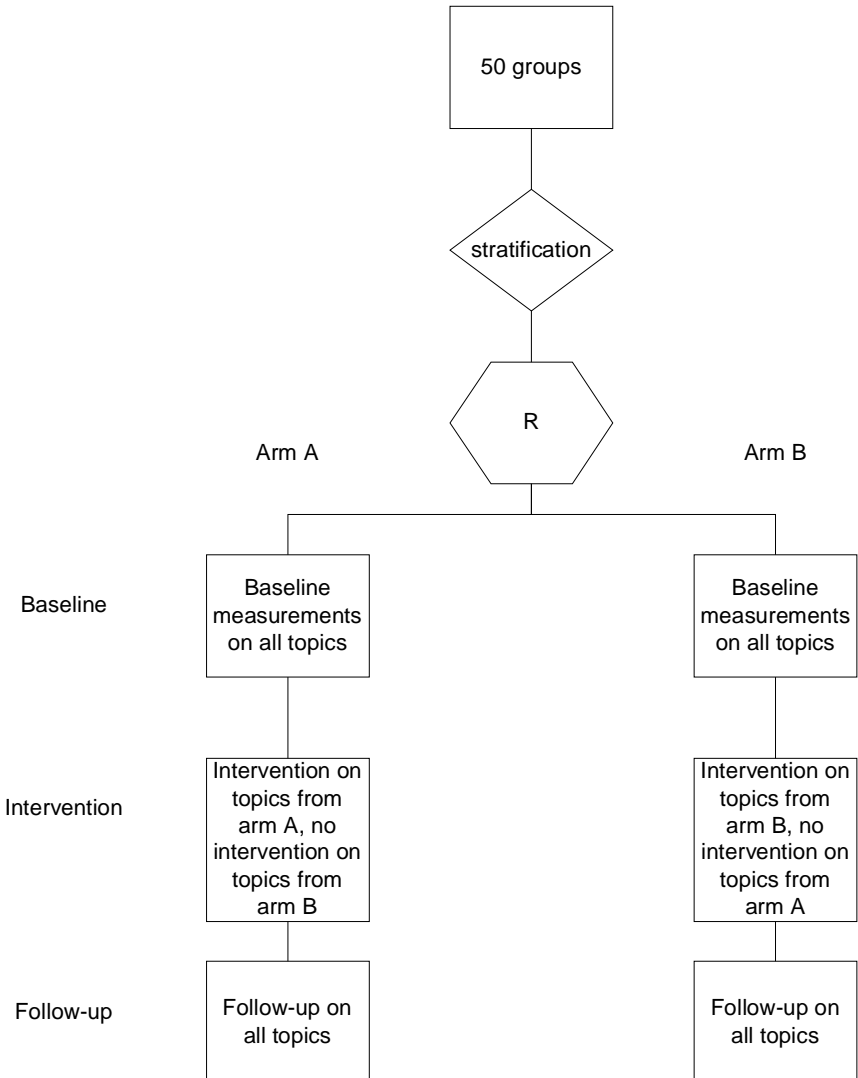 50 groups
stratification
R
Arm A
Arm B
Baseline
Baseline
measurements
on all topics
Baseline
measurements
on all topics
Intervention
Intervention on
topics from
arm A, no
intervention on
topics from
arm B
Intervention on
topics from
arm B, no
intervention on
topics from
arm A
Follow-up
Follow-up on
all topics
Follow-up on
all topics